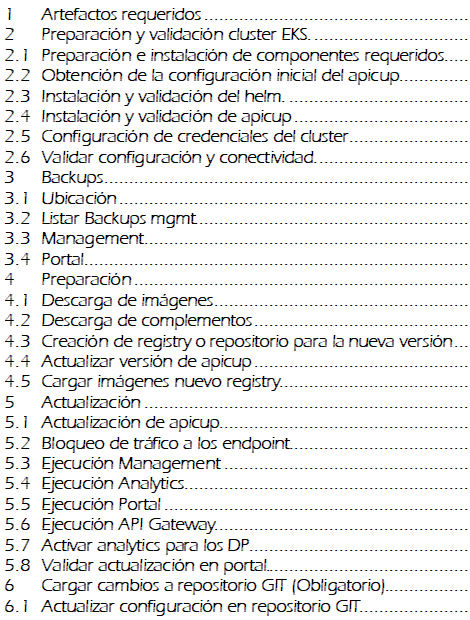 1 Artefactos requeridos
2 Preparación y validación cluster EKS.
2.1 Preparación e instalación de componentes requeridos.
2.2 Obtención de la configuración inicial del apicup.
2.3 Instalación y validación del helm.
2.4 Instalación y validación de apicup
2.5 Configuración de credenciales del cluster
2.6 Validar configuración y conectividad.
3 Backups
3.1 Ubicación
3.2 Listar Backups mgmt
3.3 Management
3.4 Portal
4 Preparación
4.1 Descarga de imágenes
4.2 Descarga de complementos
4.3 Creación de registry o repositorio para la nueva versión
4.4 Actualizar versión de apicup
4.5 Cargar imágenes nuevo registry
5 Actualización
5.1 Actualización de apicup
5.2 Bloqueo de tráfico a los endpoint
5.3 Ejecución Management
5.4 Ejecución Analytics
5.5 Ejecución Portal
5.6 Ejecución API Gateway
5.7 Activar analytics para los DP
5.8 Validar actualización en portal
6 Cargar cambios a repositorio GIT (Obligatorio)
6.1 Actualizar configuración en repositorio GIT